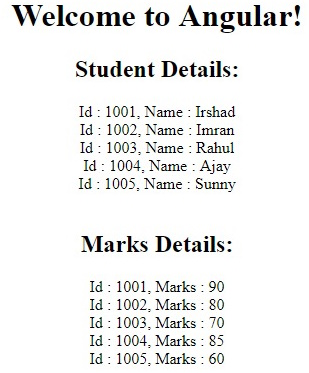 Welcome to Angular!
Student Details:
Id : 1001, Name : Irshad
Id : 1002, Name : Imran
Id : 1003, Name : Rahul
Id : 1004, Name : Ajay
Id : 1005, Name : Sunny
Marks Details:
Id : 1001, Marks : 90
Id : 1002, Marks : 80
Id : 1003, Marks : 70
Id : 1004, Marks : 85
Id : 1005, Marks : 60